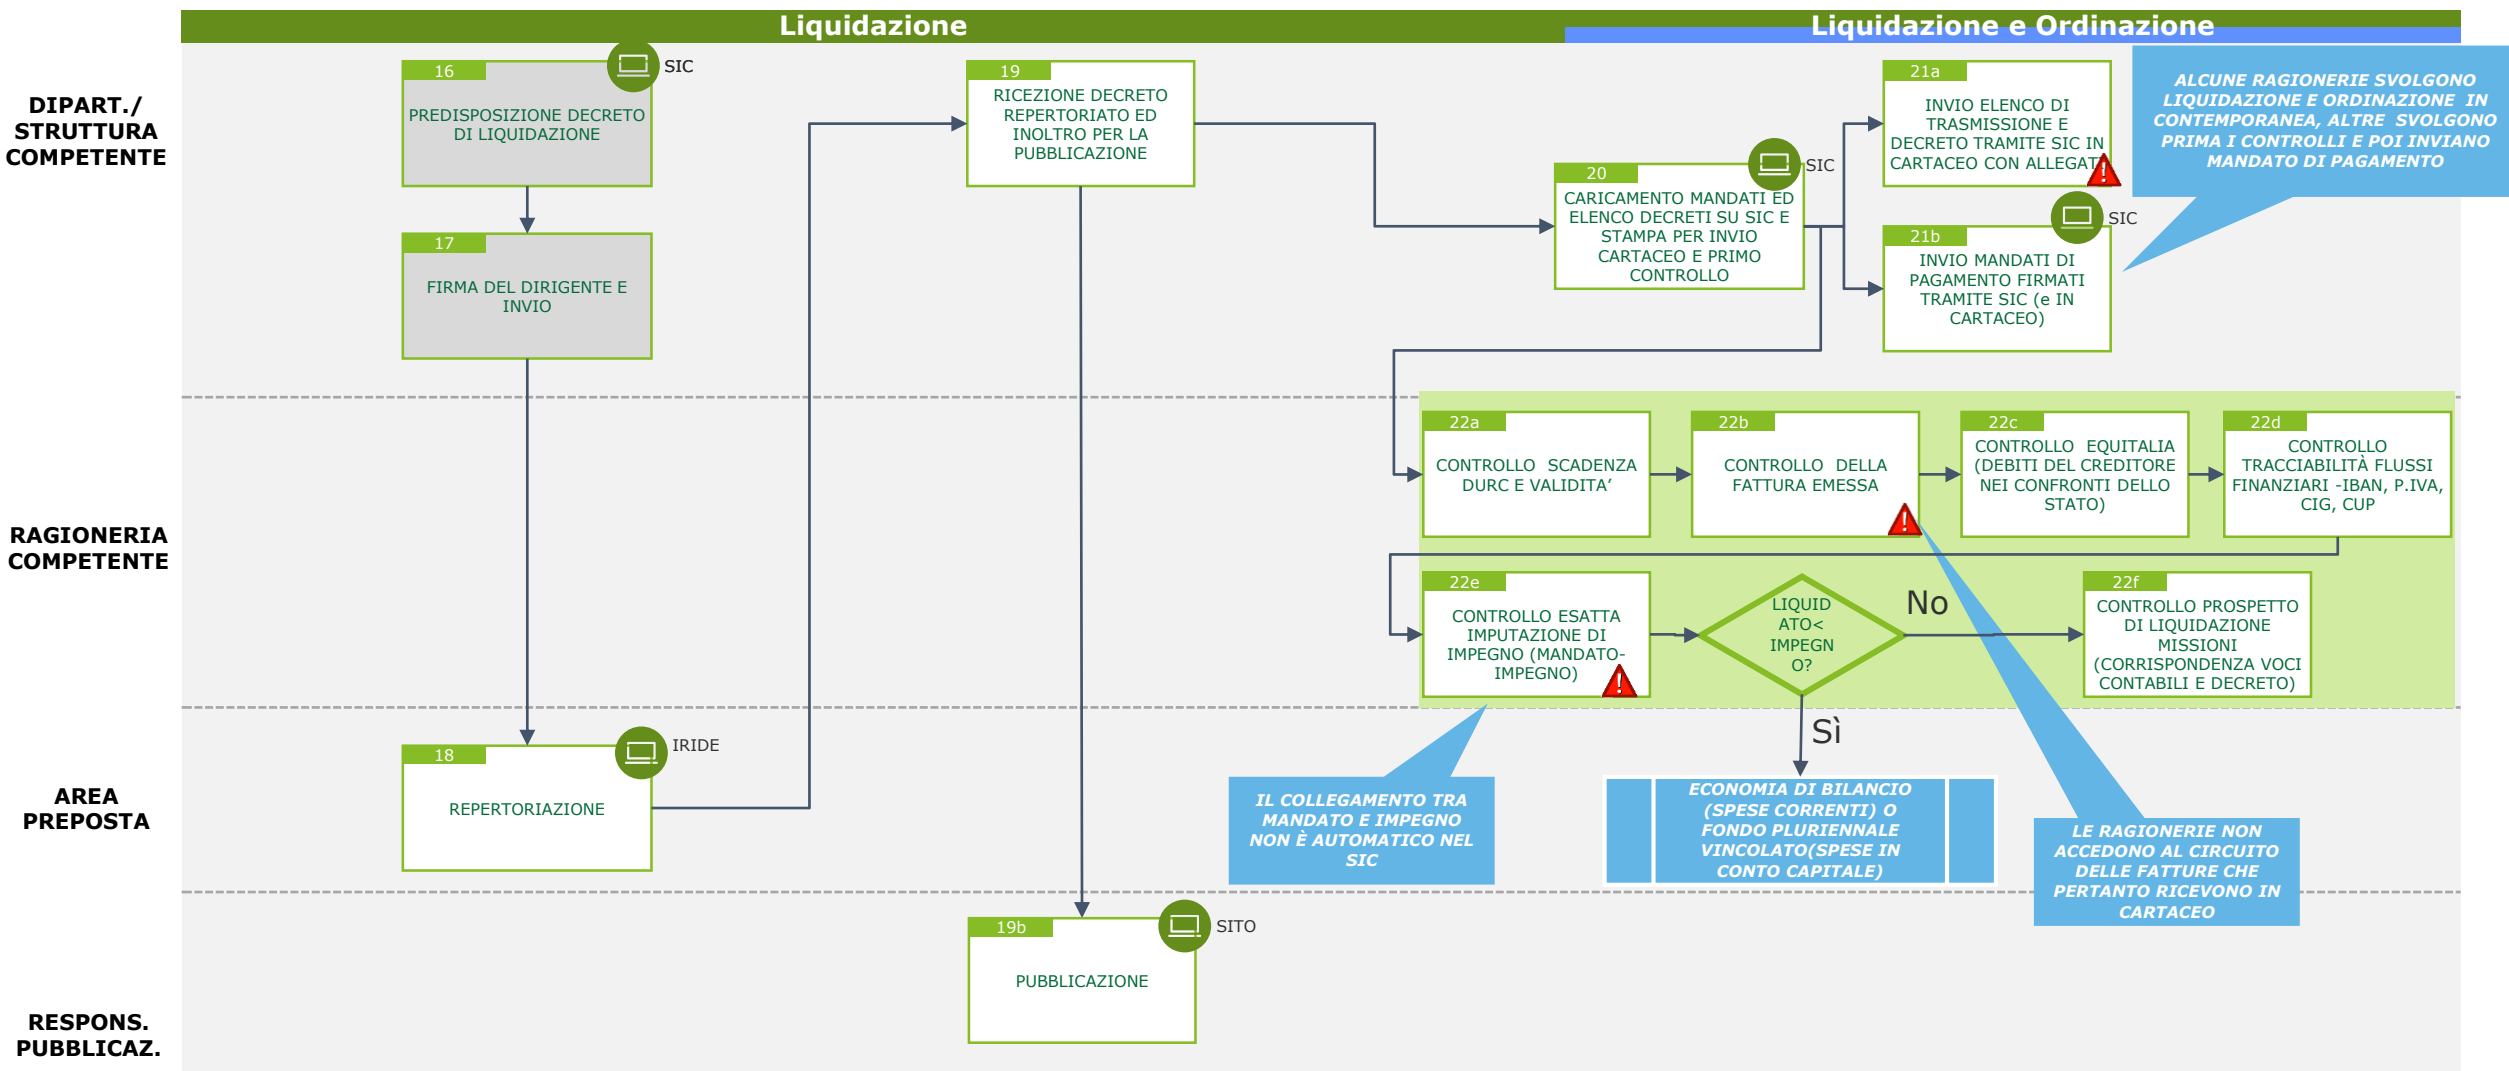 Liquidazione
Liquidazione e Ordinazione
DIPART./
STRUTTURA
COMPETENTE
16
SIC
PREDISPOSIZIONE DECRETO
DI LIQUIDAZIONE
17
FIRMA DEL DIRIGENTE E
INVIO
19
RICEZIONE DECRETO
REPERTORIATO ED
INOLTRO PER LA
PUBBLICAZIONE
20
SIC
CARICAMENTO MANDATI ED
ELENCO DECRETI SU SIC E
STAMPA PER INVIO
CARTACEO E PRIMO
CONTROLLO
21a
INVIO ELENCO DI
TRASMISSIONE E
DECRETO TRAMITE SIC IN
CARTACEO CON ALLEGATI
21b
SIC
INVIO MANDATI DI
PAGAMENTO FIRMATI
TRAMITE SIC (e IN
CARTACEO)
ALCUNE RAGIONERIE SVOLGONO
LIQUIDAZIONE E ORDINAZIONE IN
CONTEMPORANEA, ALTRE SVOLGONO
PRIMA I CONTROLLI E POI INVIANO
MANDATO DI PAGAMENTO
RAGIONERIA
COMPETENTE
22a
CONTROLLO SCADENZA
DURC E VALIDITA’
22b
CONTROLLO DELLA
FATTURA EMESSA
22c
CONTROLLO EQUITALIA
(DEBITI DEL CREDITORE
NEI CONFRONTI DELLO
STATO)
22d
CONTROLLO
TRACCIABILITÀ FLUSSI
FINANZIARI -IBAN, P.IVA,
CIG, CUP
22e
CONTROLLO ESATTA
IMPUTAZIONE DI
IMPEGNO (MANDATO-
IMPEGNO)
LIQUID
ATO<
IMPEGN
O?
No
Sì
22f
CONTROLLO PROSPETTO
DI LIQUIDAZIONE
MISSIONI
(CORRISPONDENZA VOCI
CONTABILI E DECRETO)
AREA
PREPOSTA
18
IRIDE
REPERTORIAZIONE
IL COLLEGAMENTO TRA
MANDATO E IMPEGNO
NON È AUTOMATICO NEL
SIC
ECONOMIA DI BILANCIO
(SPESE CORRENTI) O
FONDO PLURIENNALE
VINCOLATO(SPESE IN
CONTO CAPITALE)
LE RAGIONERIE NON
ACCEDONO AL CIRCUITO
DELLE FATTURE CHE
PERTANTO RICEVONO IN
CARTACEO
RESPONS.
PUBBLICAZ.
19b
SITO
PUBBLICAZIONE